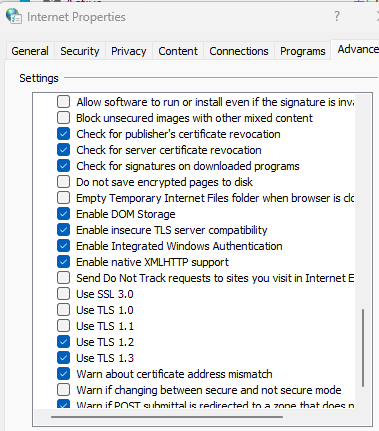 Internet Properties
General Security Privacy Content Connections Programs Advance
Settings
Allow software to run or install even if the signature is inva
Block unsecured images with other mixed content
Check for publisher's certificate revocation
Check for server certificate revocation
Check for signatures on downloaded programs
Do not save encrypted pages to disk
Empty Temporary Internet Files folder when browser is clo
Enable DOM Storage
Enable insecure TLS server compatibility
Enable Integrated Windows Authentication
Enable native XMLHTTP support
Send Do Not Track requests to sites you visit in Internet E
Use SSL 3.0
Use TLS 1.0
Use TLS 1.1
Use TLS 1.2
Use TLS 1.3
Warn about certificate address mismatch
Warn if changing between secure and not secure mode
Warn if POST submittal is redirected to a zone that does n